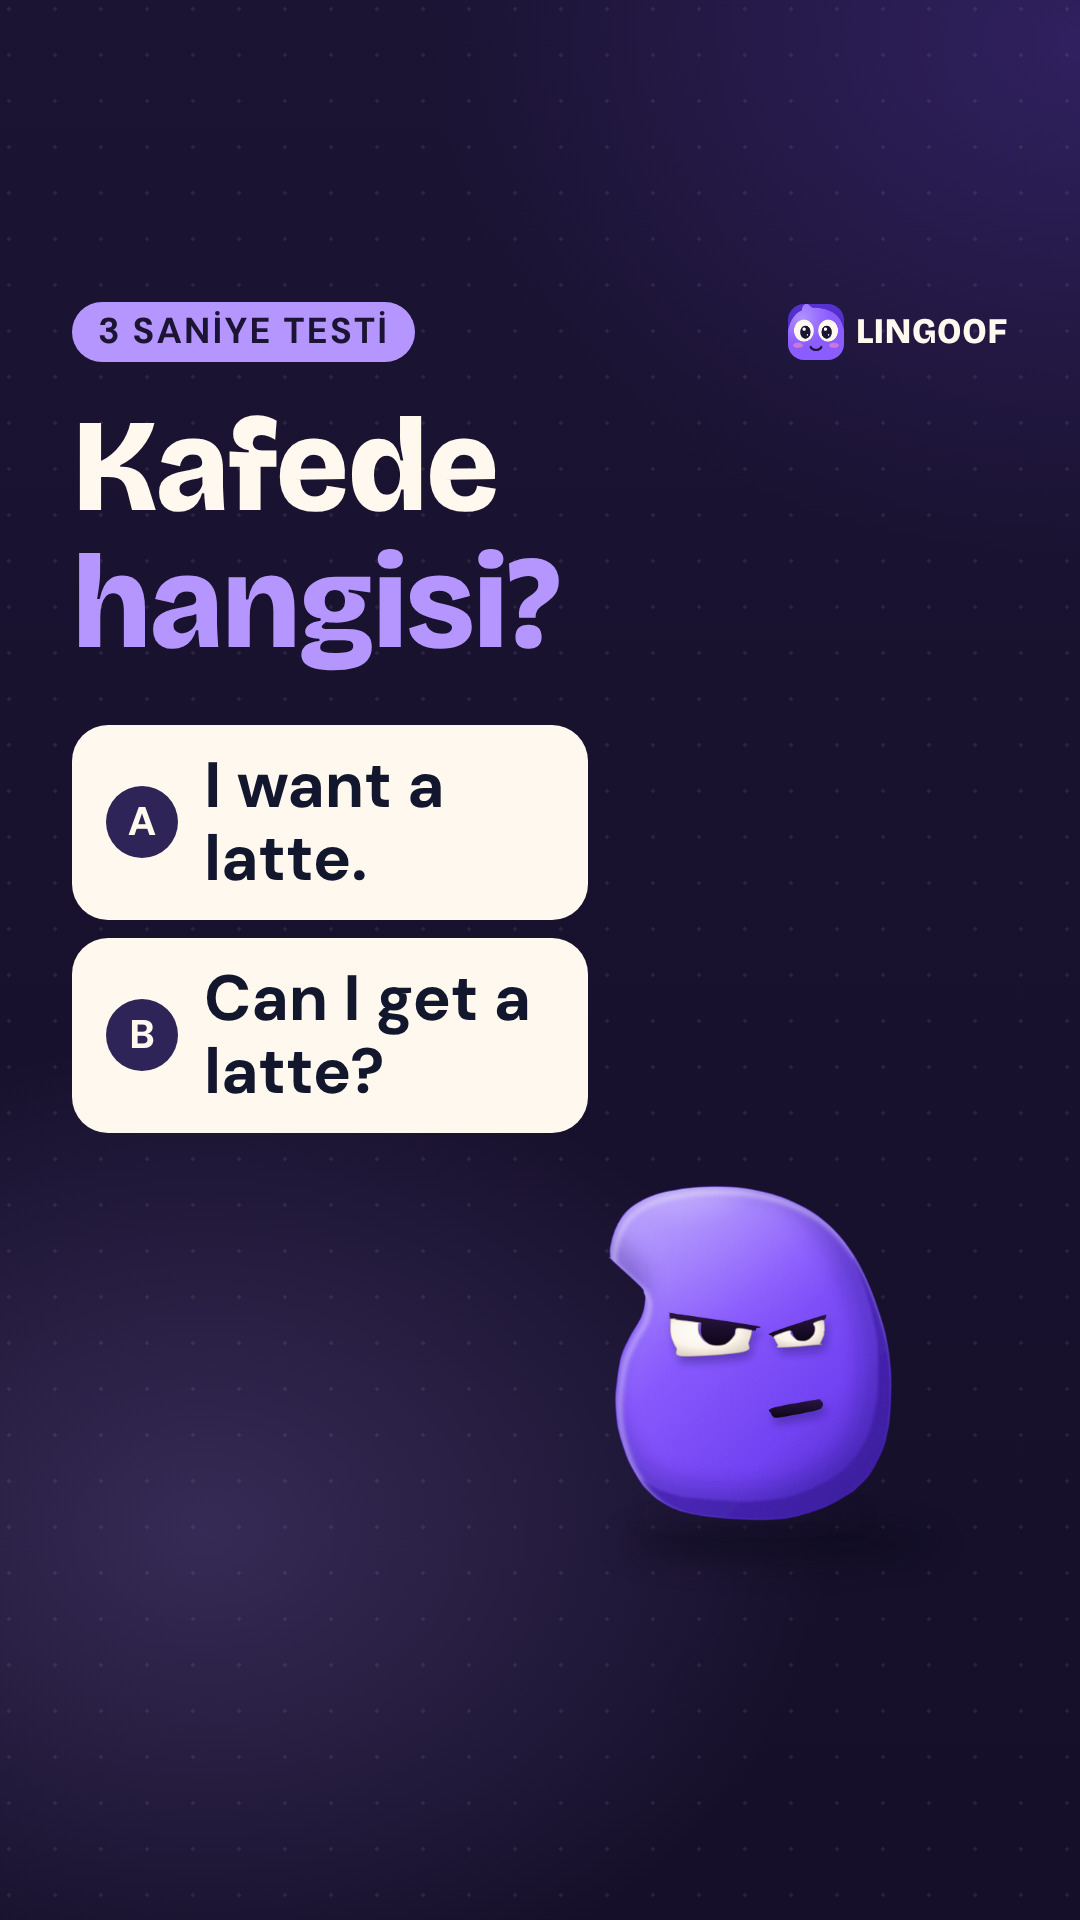 3 SANİYE TESTİ
LINGOOF
Kafede
hangisi?
A
I want a
latte.
B
Can I get a
latte?